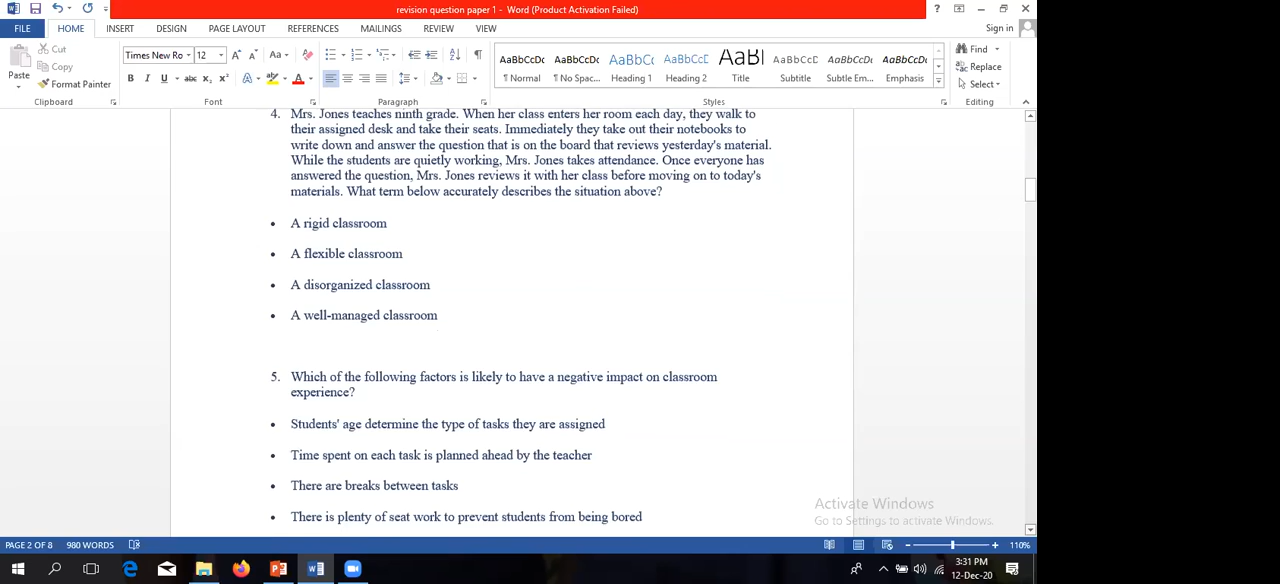 revision question paper 1 - Word (Product Activation Failed)
?
Sign in
FILE HOME INSERT DESIGN PAGE LAYOUT REFERENCES MAILINGS REVIEW VIEW
Paste
Cut
Copy
Format Painter
Clipboard
Times New Ro 12
Aa
B I U abc x₂ x²
Font
Paragraph
AaBbCcDc AaBbCcDc AaBbCc AaBbCcC AaBl AaBbCcC AaBbCcDc AaBbCcDc
¶ Normal ¶ No Spac... Heading 1 Heading 2 Title Subtitle Subtle Em... Emphasis
Styles
Find
Replace
Select
Editing
4. Mrs. Jones teaches ninth grade. When her class enters her room each day, they walk to
their assigned desk and take their seats. Immediately they take out their notebooks to
write down and answer the question that is on the board that reviews yesterday's material.
While the students are quietly working, Mrs. Jones takes attendance. Once everyone has
answered the question, Mrs. Jones reviews it with her class before moving on to today's
materials. What term below accurately describes the situation above?
• A rigid classroom
• A flexible classroom
• A disorganized classroom
• A well-managed classroom
5. Which of the following factors is likely to have a negative impact on classroom
experience?
• Students' age determine the type of tasks they are assigned
• Time spent on each task is planned ahead by the teacher
• There are breaks between tasks
• There is plenty of seat work to prevent students from being bored
Activate Windows
Go to Settings to activate Windows.
PAGE 2 OF 8 980 WORDS
110%
3:31 PM
12-Dec-20